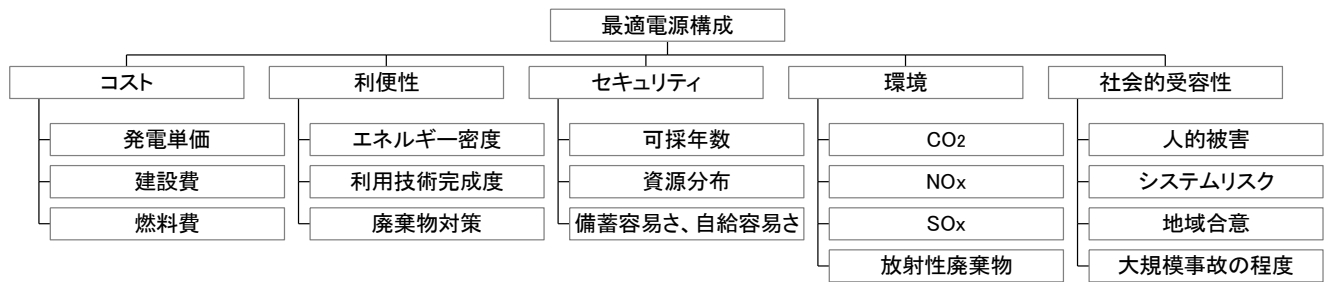 最適電源構成
コスト
発電単価
建設費
燃料費
利便性
エネルギー密度
利用技術完成度
廃棄物対策
セキュリティ
可採年数
資源分布
備蓄容易さ、自給容易さ
環境
CO2
NOx
SOx
放射性廃棄物
社会的受容性
人的被害
システムリスク
地域合意
大規模事故の程度